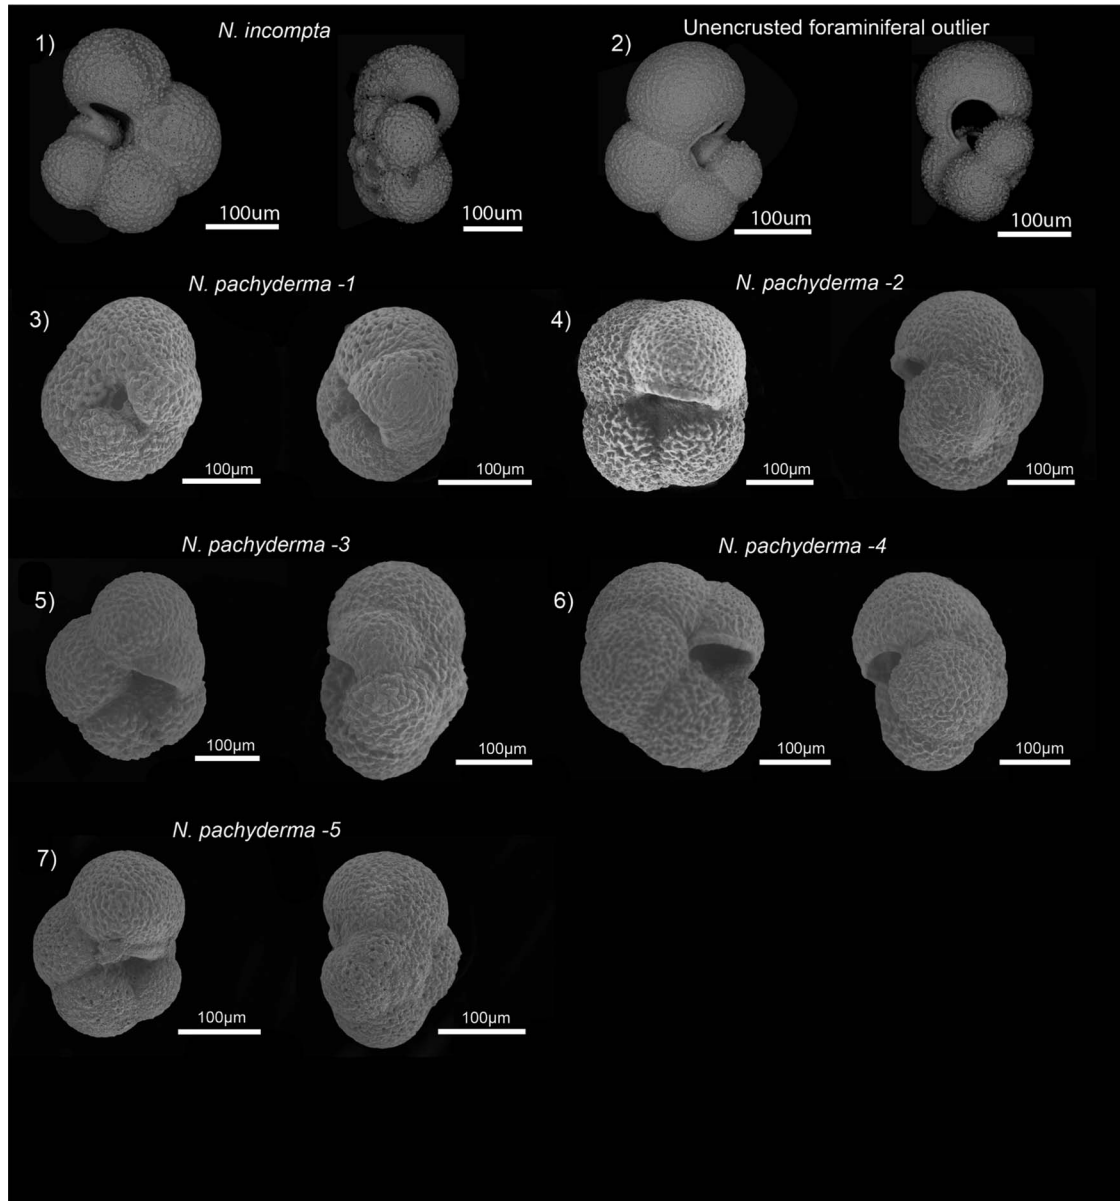 N. incompta
Unencrusted foraminiferal outlier
1)
2)
100um
100um
100um
100um
N. pachyderma -1
N. pachyderma -2
3)
4)
100µm
100µm
100µm
100µm
N. pachyderma -3
N. pachyderma -4
5)
6)
100µm
100µm
100µm
100µm
N. pachyderma -5
7)
100µm
100µm